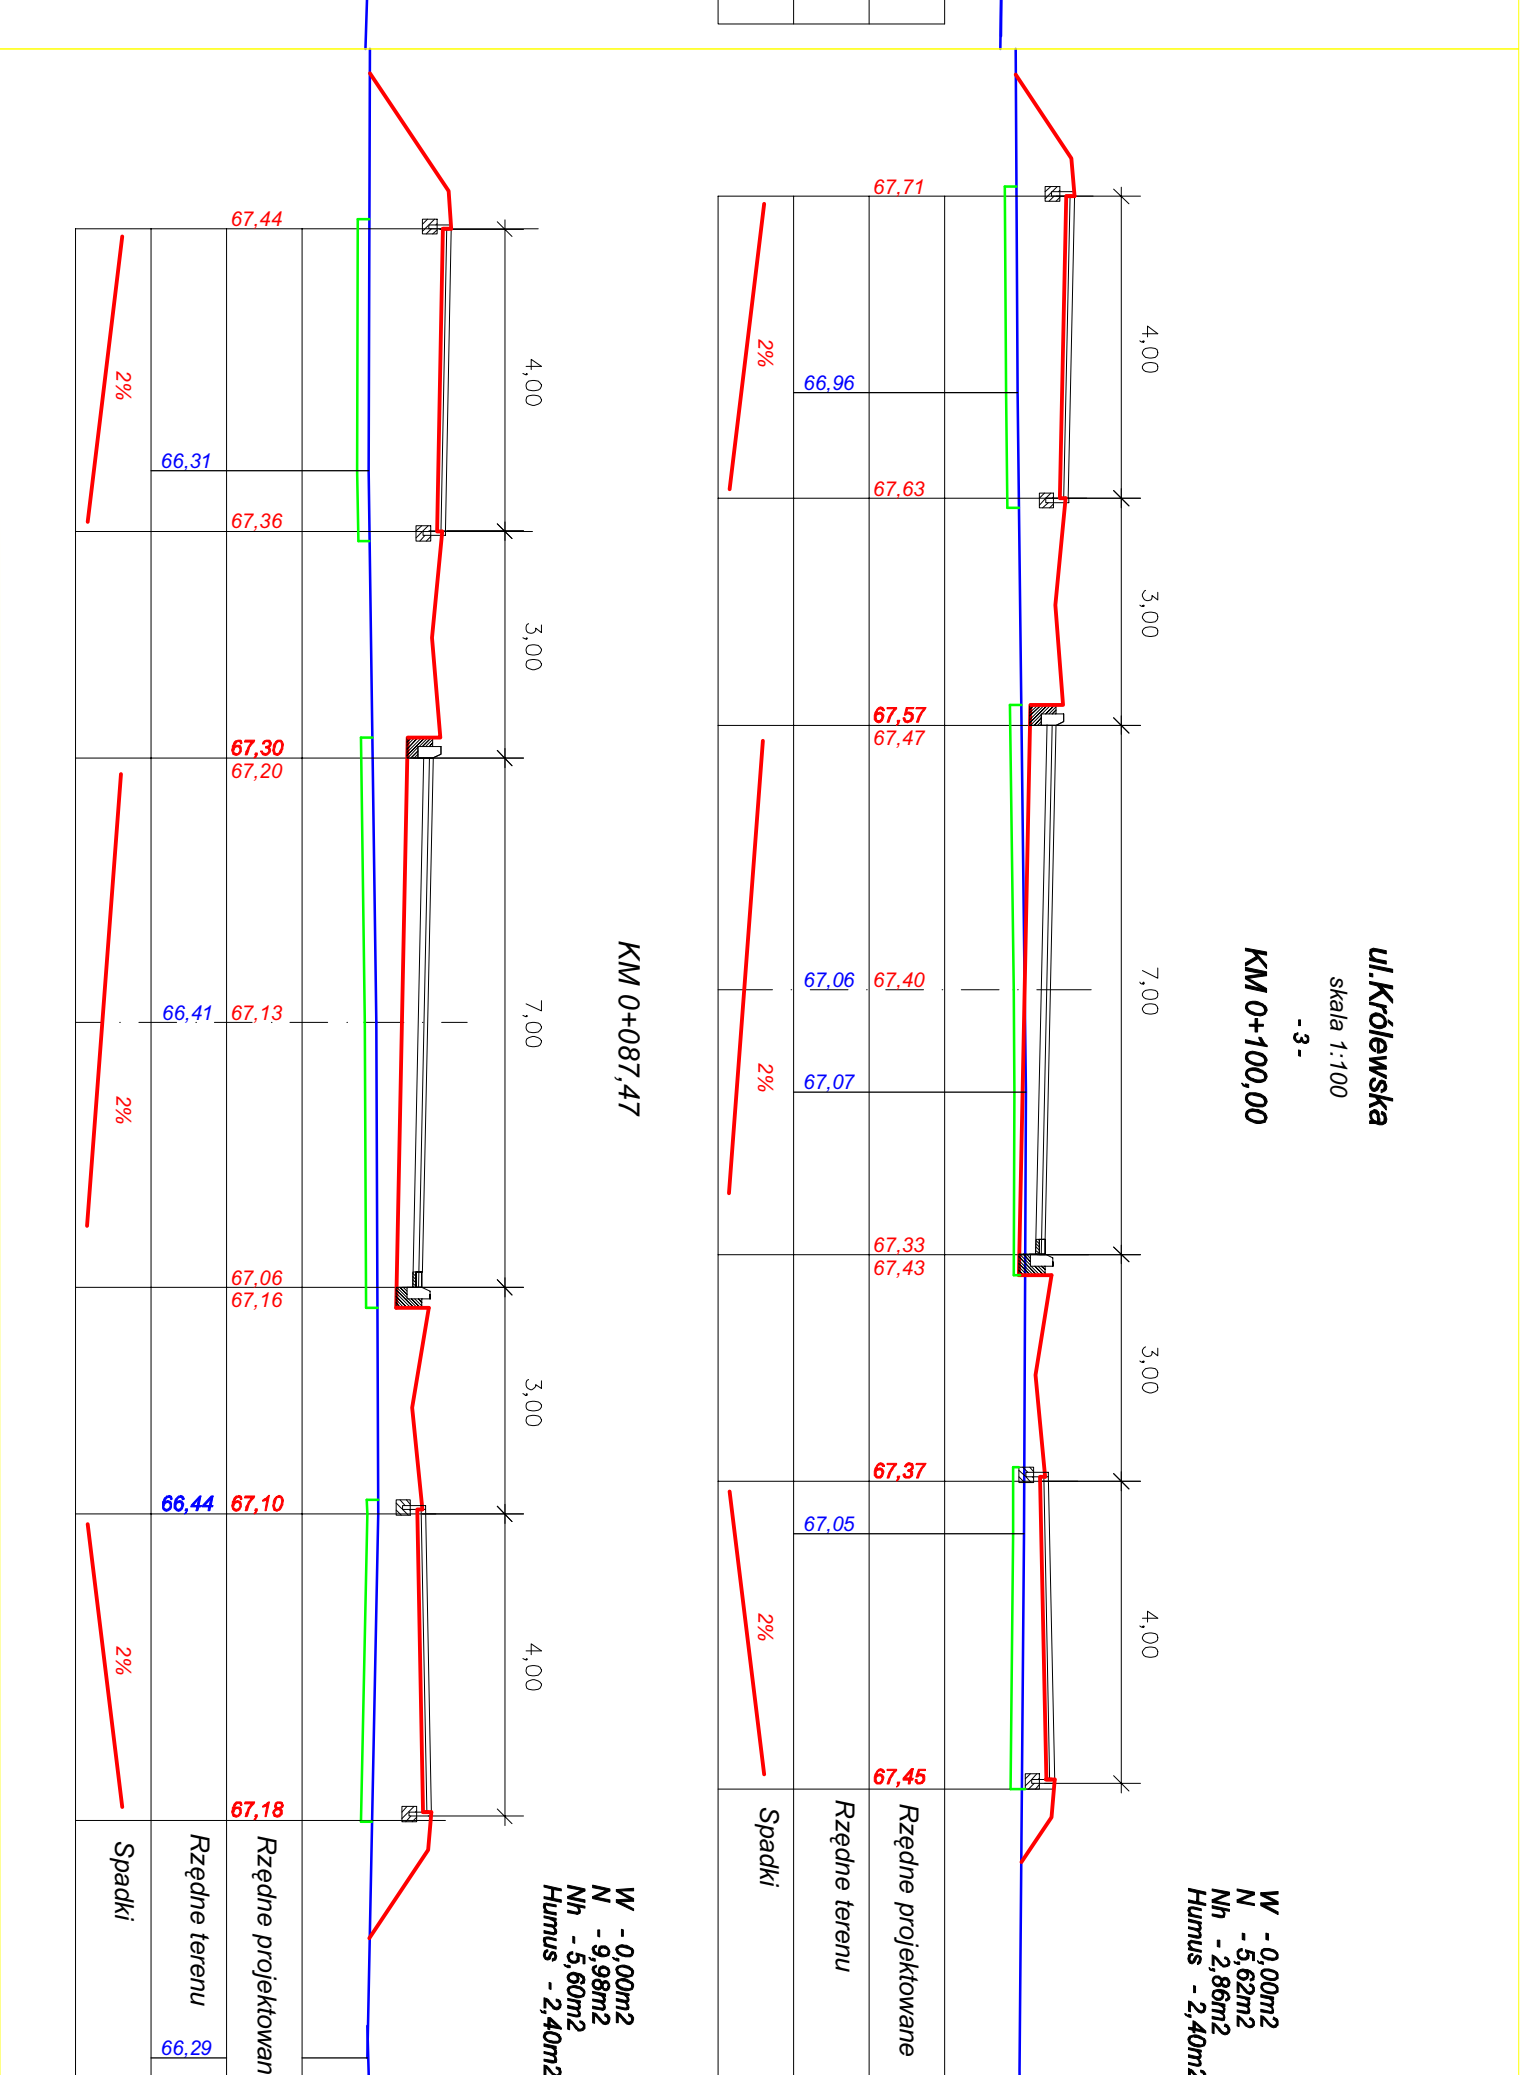 ul.Królewska
skala 1:100
- 3 -
KM 0+100,00
W - 0,00m2
N - 5,62m2
Nh - 2,86m2
Humus - 2,40m2
4,00 3,00 7,00 3,00 4,00
67,71 67,63 67,57 67,47 67,40 67,33 67,43 67,37 67,45 Rzędne projektowane
66,96 67,06 67,07 67,05 Rzędne terenu
2% 2% 2% Spadki
KM 0+087,47
W - 0,00m2
N - 9,98m2
Nh - 5,60m2
Humus - 2,40m2
4,00 3,00 7,00 3,00 4,00
67,44 67,36 67,30 67,20 67,13 67,06 67,16 67,10 67,18 Rzędne projektowan
66,31 66,41 66,44 Rzędne terenu 66,29
2% 2% 2% Spadki